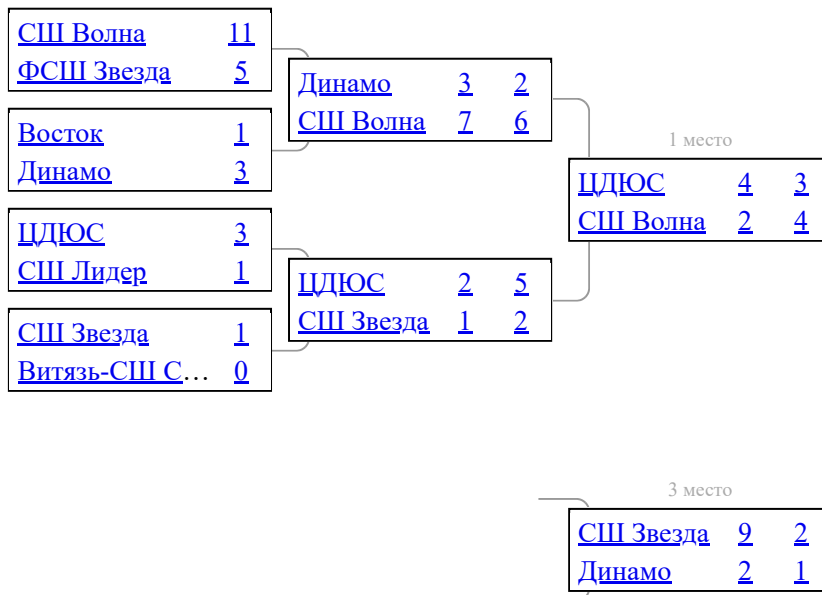 СШ Волна 11
ФСШ Звезда 5
Восток 1
Динамо 3
ЦДЮС 3
СШ Лидер 1
СШ Звезда 1
Витязь-СШ С... 0
Динамо 3 2
СШ Волна 7 6
ЦДЮС 2 5
СШ Звезда 1 2
1 место
ЦДЮС 4 3
СШ Волна 2 4
3 место
СШ Звезда 9 2
Динамо 2 1